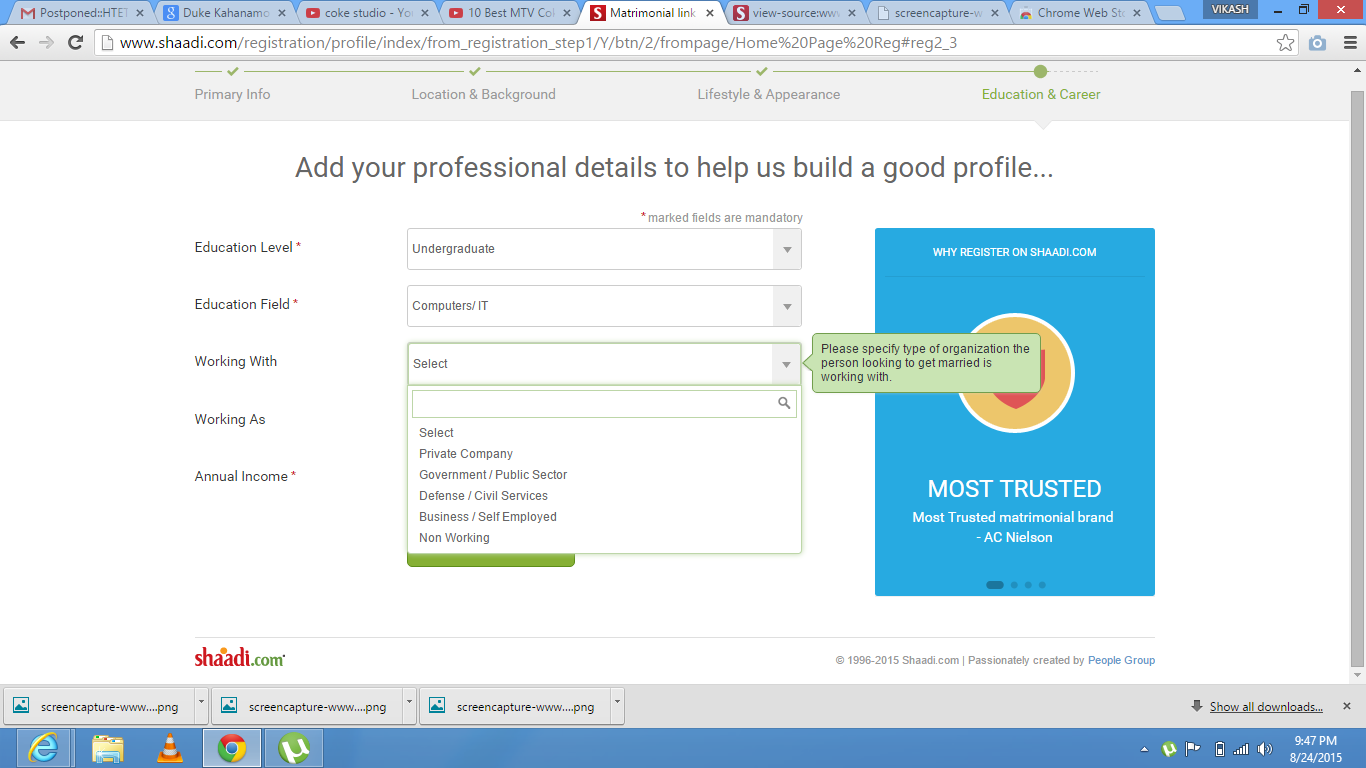 Postponed::HTET
Duke Kahanamo
coke studio - You
10 Best MTV Col
Matrimonial link
view-source:www
screencapture-w
Chrome Web Sto
VIKASH
www.shaadi.com/registration/profile/index/from_registration_step1/Y/btn/2/frompage/Home%20Page%20Reg#reg2_3
Primary Info
Location & Background
Lifestyle & Appearance
Education & Career
Add your professional details to help us build a good profile...
* marked fields are mandatory
Education Level *
Undergraduate
Education Field *
Computers/ IT
Working With
Select
Please specify type of organization the
person looking to get married is
working with.
Select
Private Company
Government / Public Sector
Defense / Civil Services
Business / Self Employed
Non Working
Working As
Annual Income *
WHY REGISTER ON SHAADI.COM
MOST TRUSTED
Most Trusted matrimonial brand
- AC Nielson
shaadi.com
© 1996-2015 Shaadi.com | Passionately created by People Group
screencapture-www....png
screencapture-www....png
screencapture-www....png
Show all downloads...
9:47 PM
8/24/2015